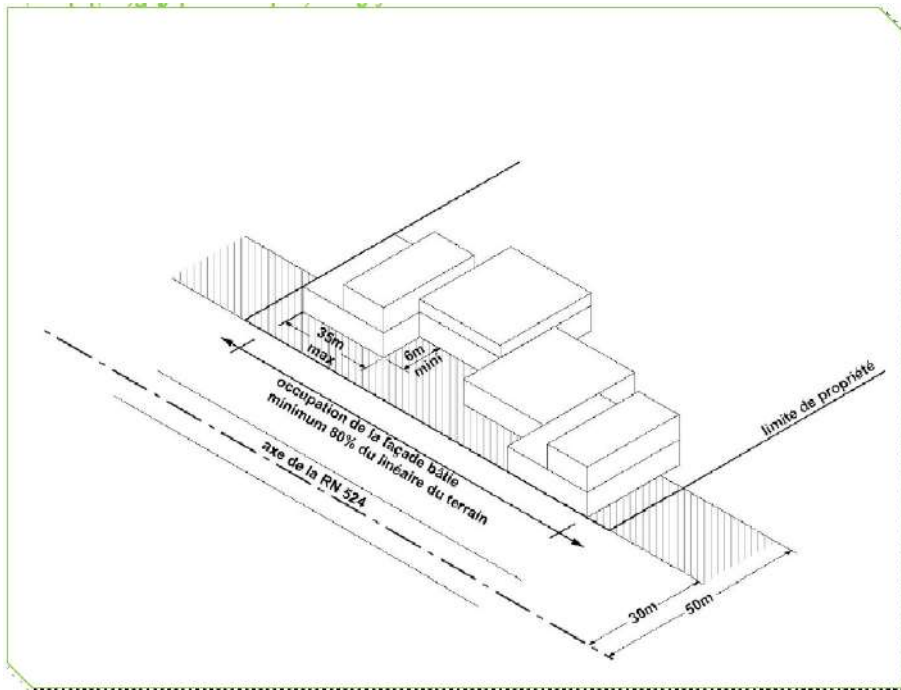 35m
max
6m
mini
occupation de la façade bâtie
minimum 80% du linéaire du terrain
axe de la RN 524
limite de propriété
30m
50m